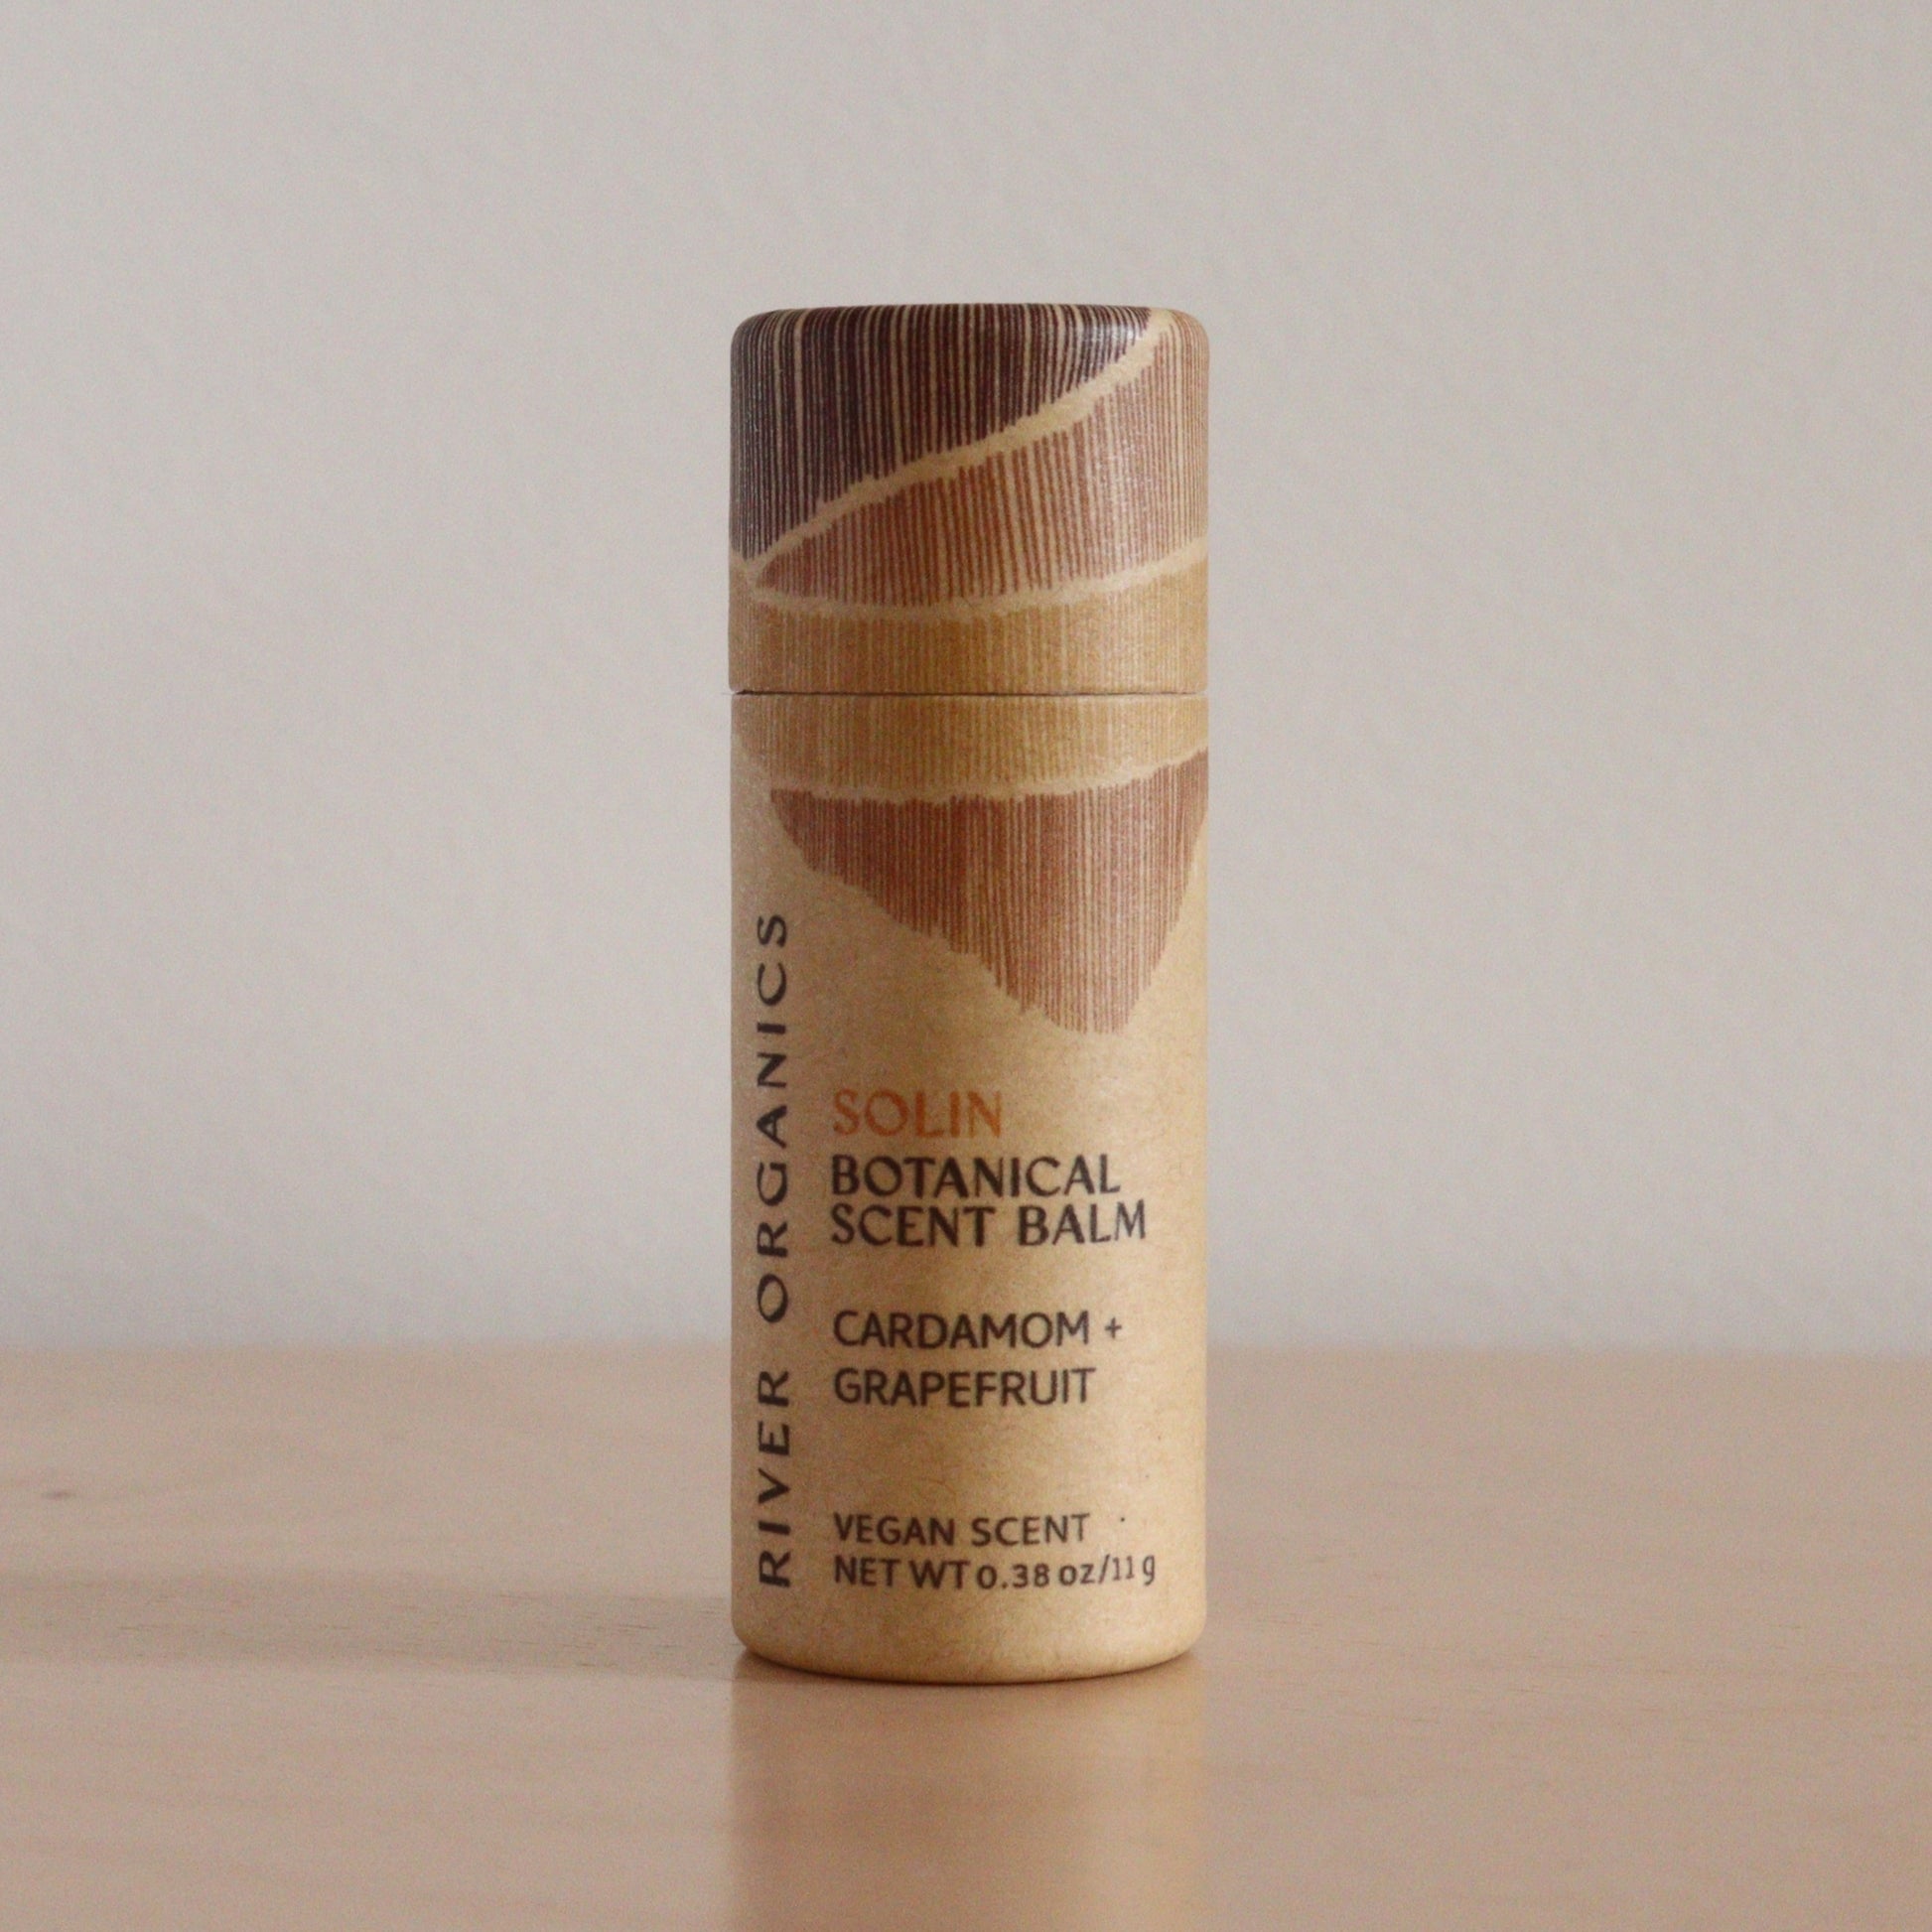 RIVER ORGANICS
SOLIN
BOTANICAL
SCENT BALM
CARDAMOM +
GRAPEFRUIT
VEGAN SCENT
NET WT 0.38 oz/11 g